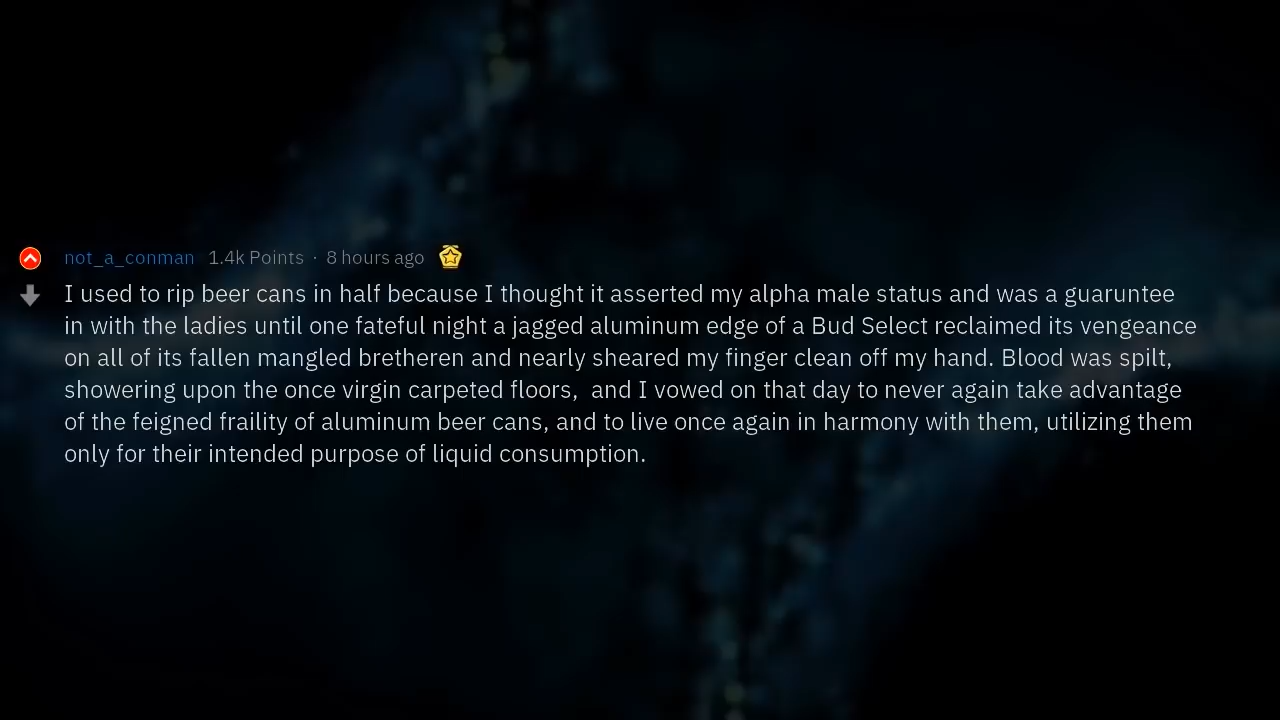 not_a_conman 1.4k Points · 8 hours ago
I used to rip beer cans in half because I thought it asserted my alpha male status and was a guaruntee
in with the ladies until one fateful night a jagged aluminum edge of a Bud Select reclaimed its vengeance
on all of its fallen mangled bretheren and nearly sheared my finger clean off my hand. Blood was spilt,
showering upon the once virgin carpeted floors,  and I vowed on that day to never again take advantage
of the feigned fraility of aluminum beer cans, and to live once again in harmony with them, utilizing them
only for their intended purpose of liquid consumption.